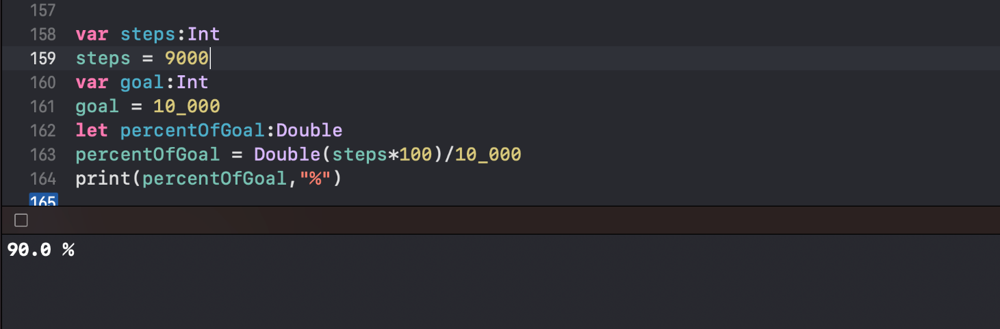 157
158 var steps:Int
159 steps = 9000
160 var goal:Int
161 goal = 10_000
162 let percentOfGoal:Double
163 percentOfGoal = Double(steps*100)/10_000
164 print(percentOfGoal,"%")
165
90.0 %